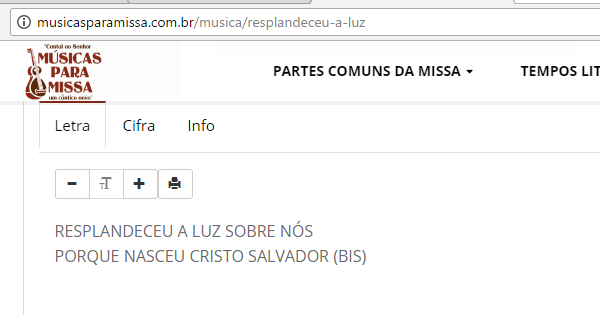 musicasparamissa.com.br/musica/resplandeceu-a-luz
"Cantai ao Senhor
MÚSICAS
PARA
MISSA
um cântico novo"
PARTES COMUNS DA MISSA
TEMPOS LIT
Letra
Cifra
Info
RESPLANDECEU A LUZ SOBRE NÓS
PORQUE NASCEU CRISTO SALVADOR (BIS)